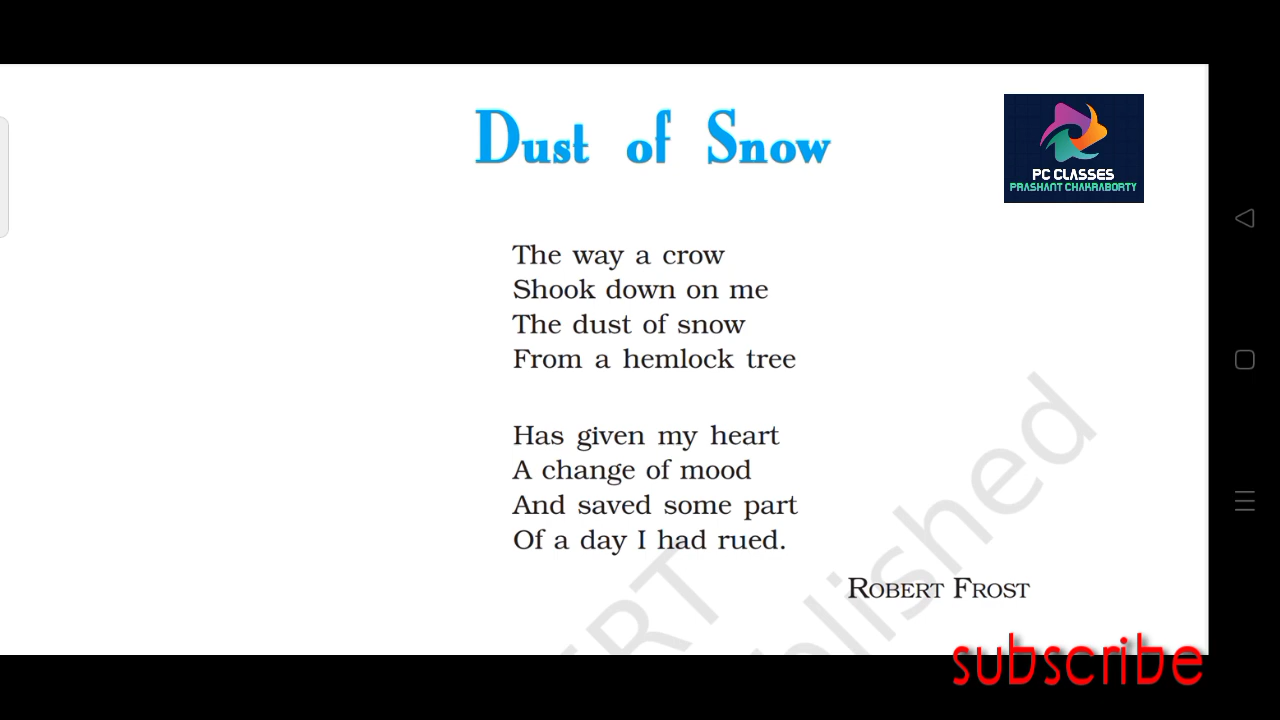 Dust of Snow
PC CLASSES
PRASHANT CHAKRABORTY
The way a crow
Shook down on me
The dust of snow
From a hemlock tree
Has given my heart
A change of mood
And saved some part
Of a day I had rued.
ROBERT FROST
subscribe